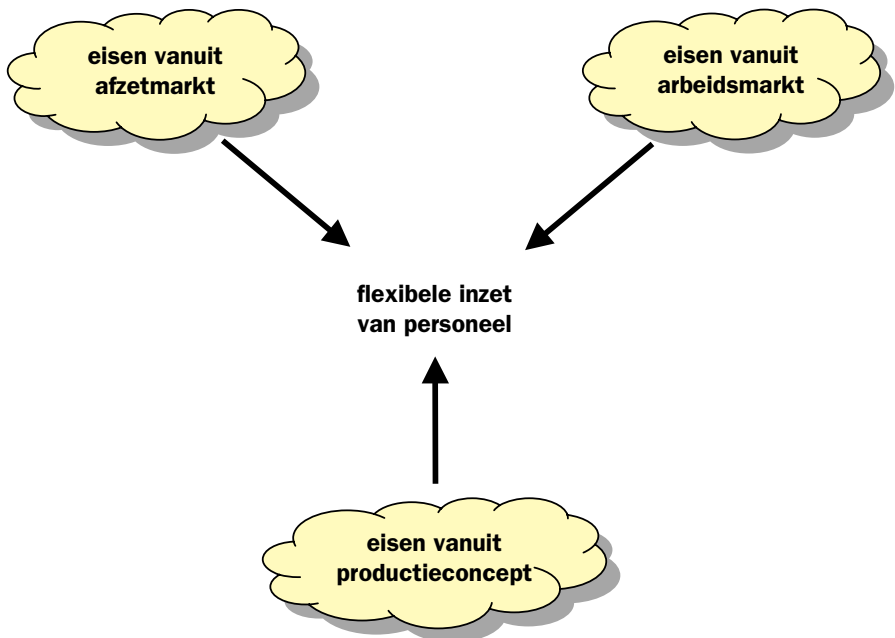 eisen vanuit
afzetmarkt
eisen vanuit
arbeidsmarkt
flexibele inzet
van personeel
eisen vanuit
productieconcept